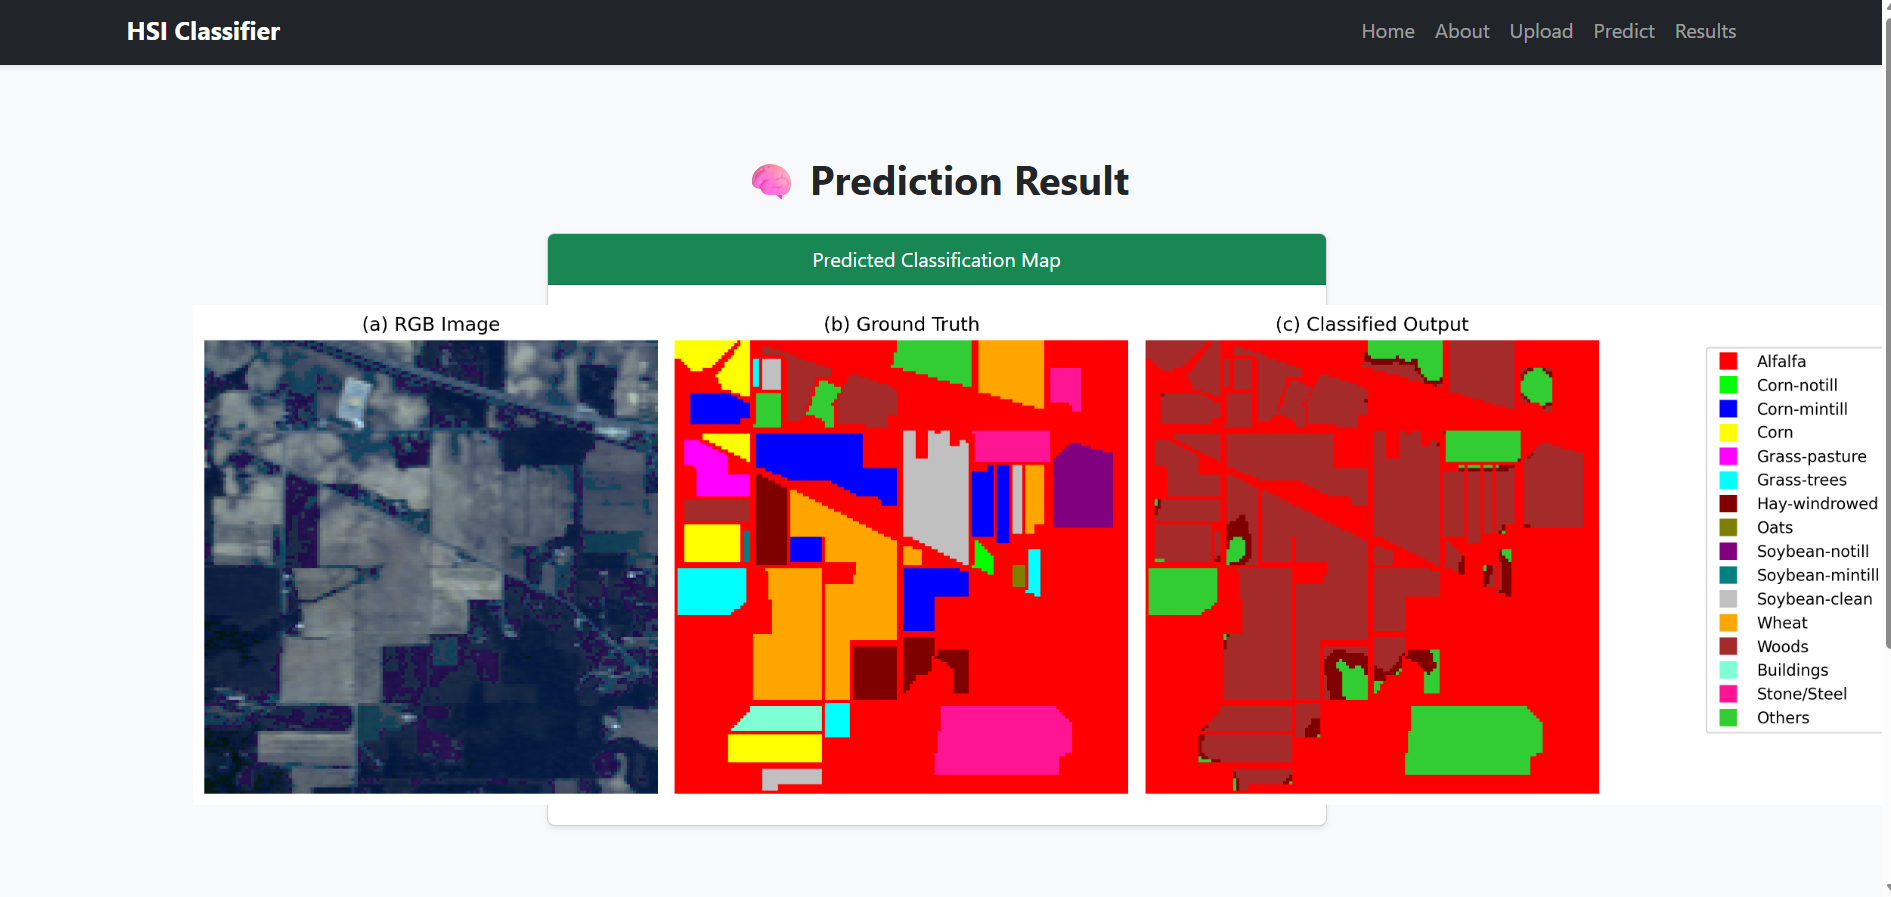 HSI Classifier
Home About Upload Predict Results
Prediction Result
Predicted Classification Map
(a) RGB Image
(b) Ground Truth
(c) Classified Output
Alfalfa
Corn-notill
Corn-mintill
Corn
Grass-pasture
Grass-trees
Hay-windrowed
Oats
Soybean-notill
Soybean-mintill
Soybean-clean
Wheat
Woods
Buildings
Stone/Steel
Others